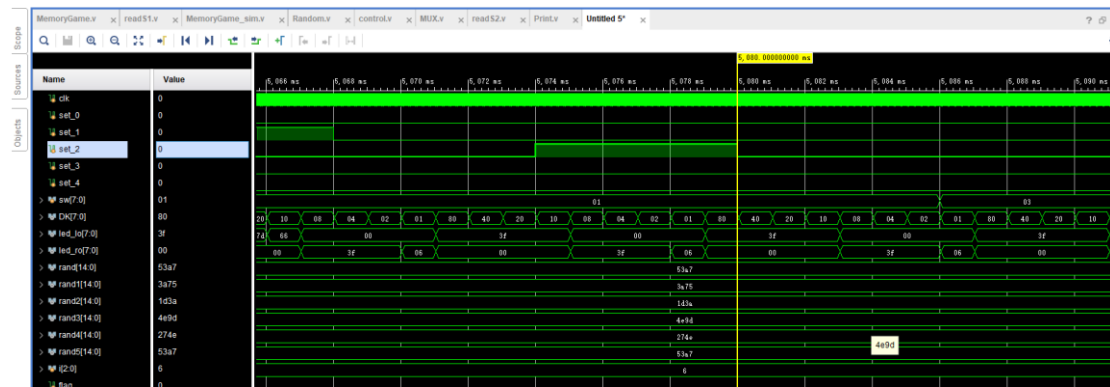 MemoryGame.v × readS1.v × MemoryGame_sim.v × Random.v × control.v × MUX.v × readS2.v × Print.v × Untitled 5* × ?
Scope
Sources
Objects
5,080.000000000 ms
Name Value 5,066 ms 5,068 ms 5,070 ms 5,072 ms 5,074 ms 5,076 ms 5,078 ms 5,080 ms 5,082 ms 5,084 ms 5,086 ms 5,088 ms 5,090 ms
clk 0
set_0 0
set_1 0
set_2 0
set_3 0
set_4 0
sw[7:0] 01 01 03
DK[7:0] 80 20 10 08 04 02 01 80 40 20 10 08 04 02 01 80 40 20 10 08 04 02 01 80 40 20 10
led_lo[7:0] 3f 7d 66 00 3f 00 3f 00 3f
led_ro[7:0] 00 00 3f 06 00 3f 06 00 3f 06 00
rand[14:0] 53a7 53a7
rand1[14:0] 3a75 3a75
rand2[14:0] 1d3a 1d3a
rand3[14:0] 4e9d 4e9d
rand4[14:0] 274e 274e
4e9d
rand5[14:0] 53a7 53a7
i[2:0] 6 6
flag 0